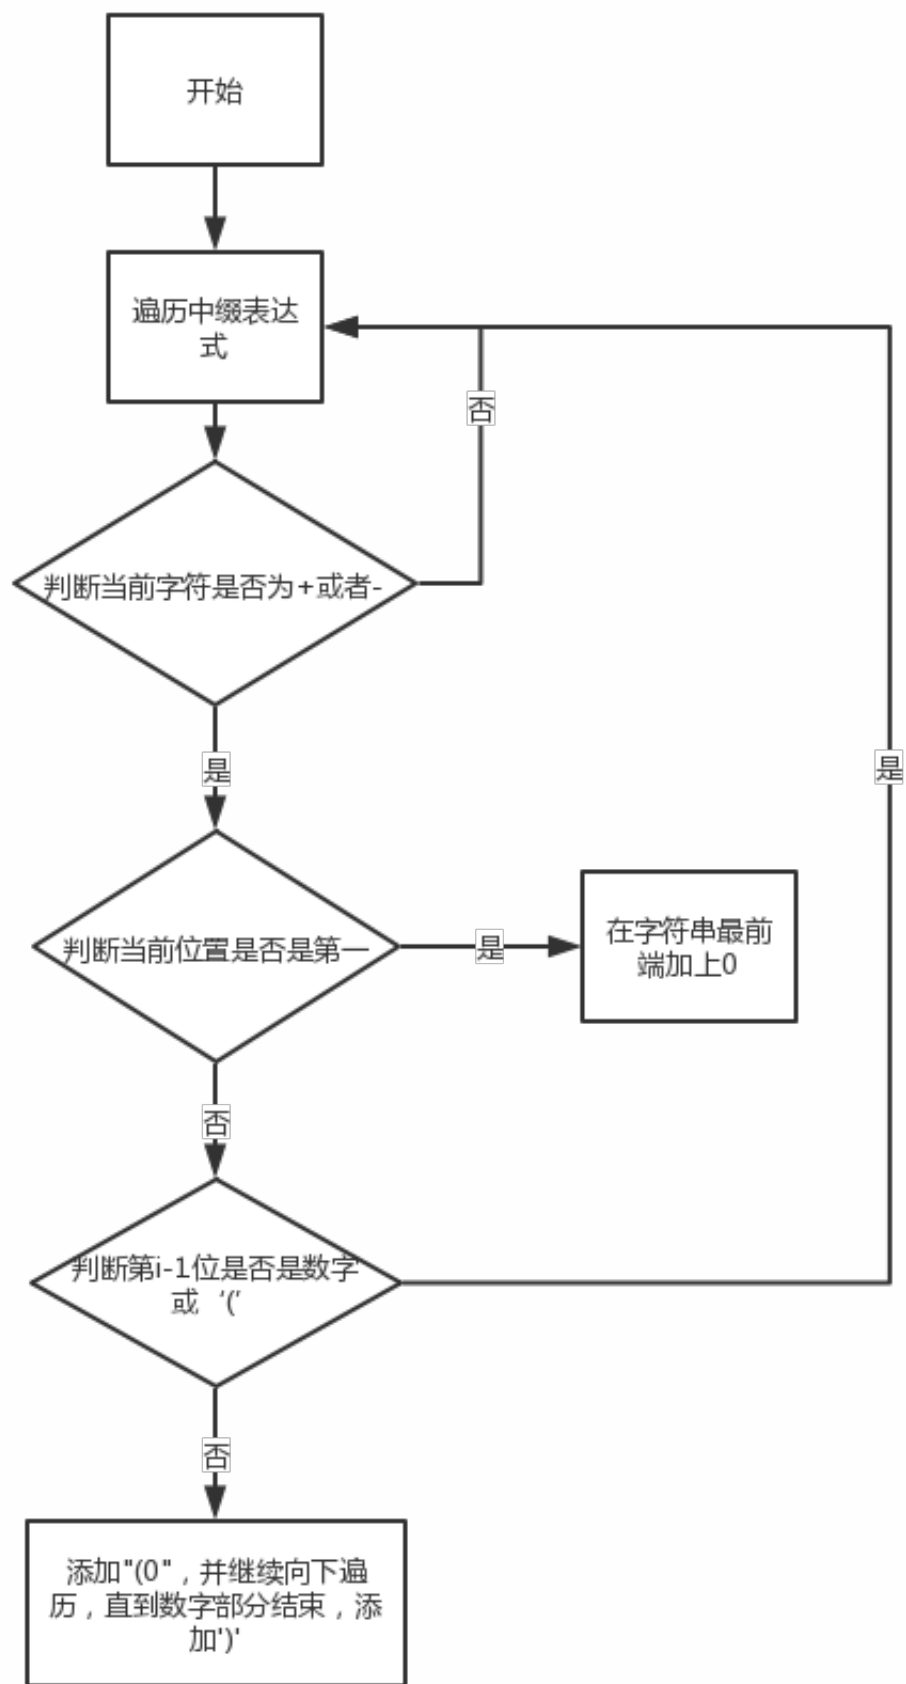 开始
遍历中缀表达
式
否
判断当前字符是否为+或者-
是
是
判断当前位置是否是第一
是
在字符串最前
端加上0
否
判断第i-1位是否是数字
或‘(’
否
添加"(0"，并继续向下遍
历，直到数字部分结束，添
加')'